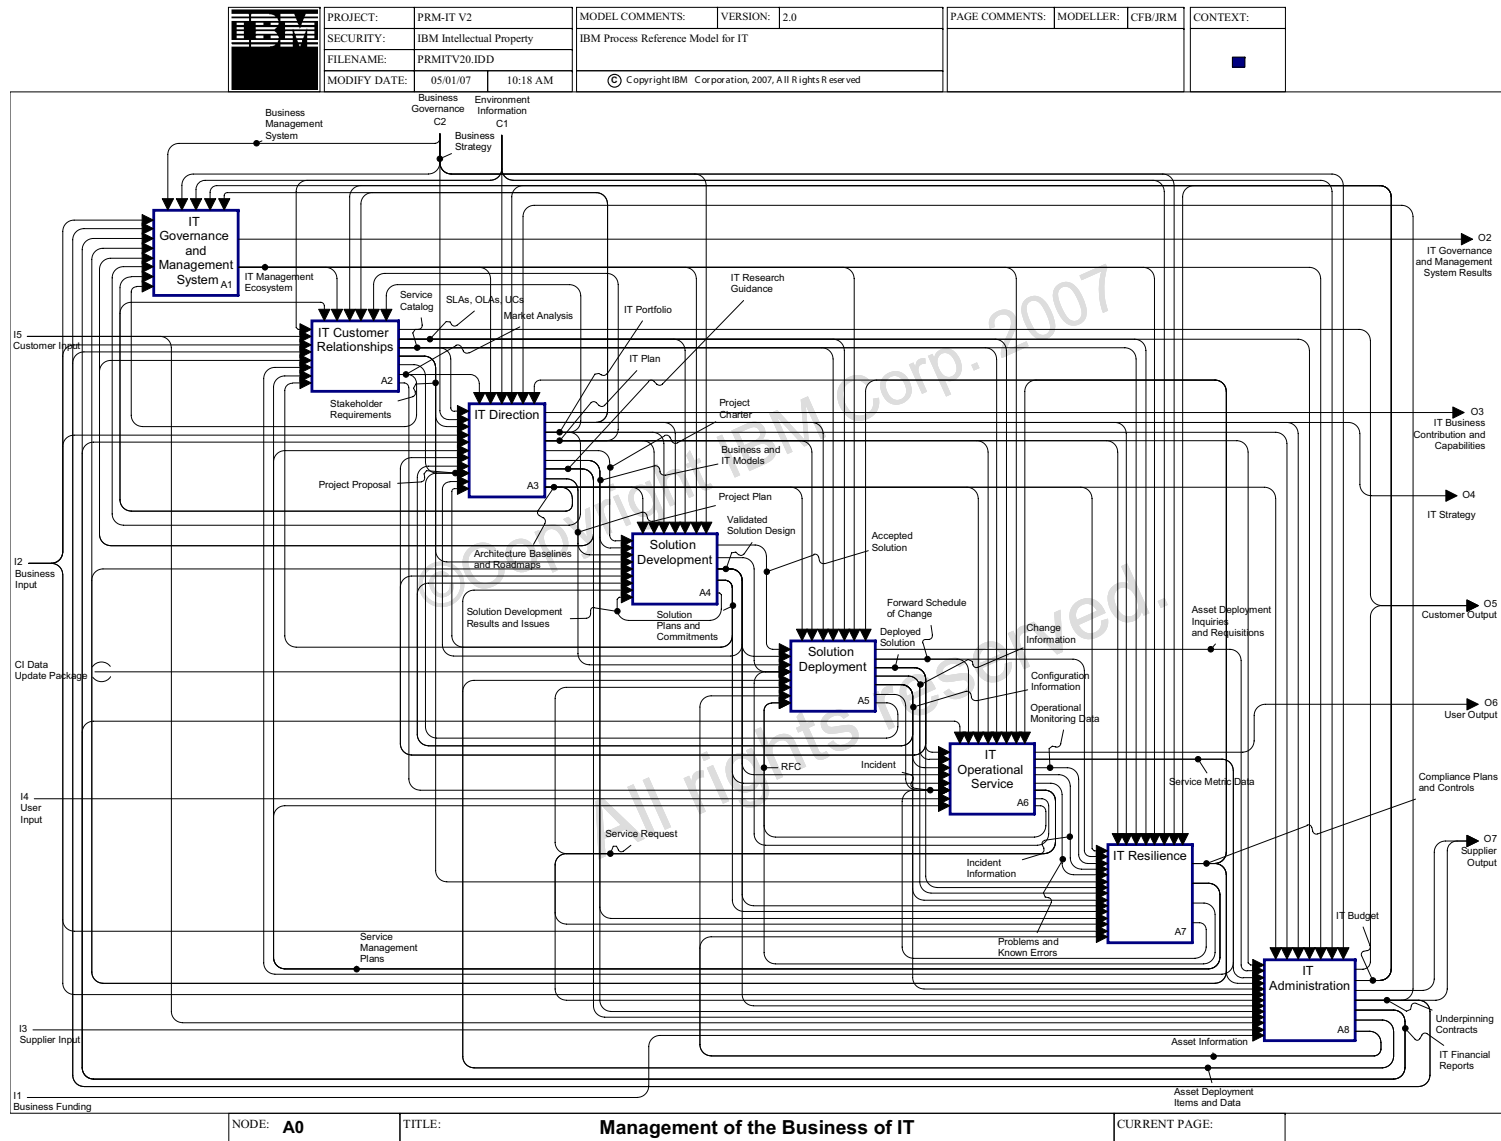 IBM
PROJECT: PRM-IT V2
SECURITY: IBM Intellectual Property
FILENAME: PRMITV20.IDD
MODIFY DATE: 05/01/07 10:18 AM
MODEL COMMENTS: VERSION: 2.0
IBM Process Reference Model for IT
© Copyright IBM Corporation, 2007, All Rights Reserved
PAGE COMMENTS: MODELLER: CFB/JRM
CONTEXT:
Business
Governance
C2
Environment
Information
C1
Business
Management
System
Business
Strategy
IT
Governance
and
Management
System A1
IT Management
Ecosystem
O2
IT Governance
and Management
System Results
I5
Customer Input
IT Customer
Relationships
A2
Service
Catalog
SLAs, OLAs, UCs
Market Analysis
IT Research
Guidance
IT Portfolio
IT Plan
Stakeholder
Requirements
IT Direction
A3
Project
Charter
Business and
IT Models
O3
IT Business
Contribution and
Capabilities
Project Proposal
Project Plan
O4
IT Strategy
Validated
Solution Design
Accepted
Solution
Architecture Baselines
and Roadmaps
Solution
Development
A4
I2
Business
Input
Solution Development
Results and Issues
Solution
Plans and
Commitments
Forward Schedule
of Change
Deployed
Solution
Change
Information
Asset Deployment
Inquiries
and Requisitions
O5
Customer Output
CI Data
Update Package
Solution
Deployment
A5
Configuration
Information
Operational
Monitoring Data
O6
User Output
RFC
Incident
IT
Operational
Service
A6
Service Metric Data
Compliance Plans
and Controls
I4
User
Input
Service Request
Incident
Information
IT Resilience
A7
O7
Supplier
Output
Service
Management
Plans
Problems and
Known Errors
IT Budget
IT
Administration
A8
I3
Supplier Input
Asset Information
Underpinning
Contracts
IT Financial
Reports
Asset Deployment
Items and Data
I1
Business Funding
©Copyright IBM Corp. 2007
All rights reserved.
NODE: A0
TITLE: Management of the Business of IT
CURRENT PAGE: